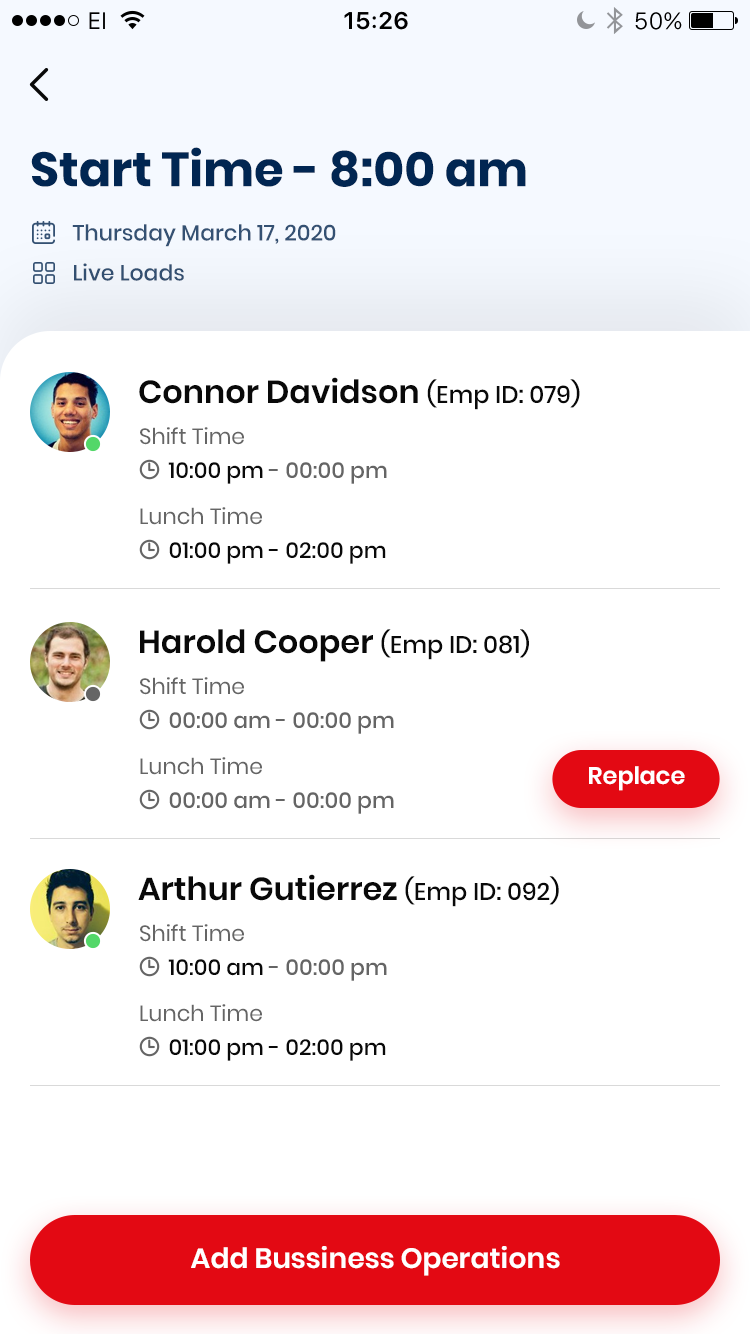 EI 15:26 50%
Start Time - 8:00 am
Thursday March 17, 2020
Live Loads
Connor Davidson (Emp ID: 079)
Shift Time
10:00 pm - 00:00 pm
Lunch Time
01:00 pm - 02:00 pm
Harold Cooper (Emp ID: 081)
Shift Time
00:00 am - 00:00 pm
Lunch Time
00:00 am - 00:00 pm
Replace
Arthur Gutierrez (Emp ID: 092)
Shift Time
10:00 am - 00:00 pm
Lunch Time
01:00 pm - 02:00 pm
Add Bussiness Operations